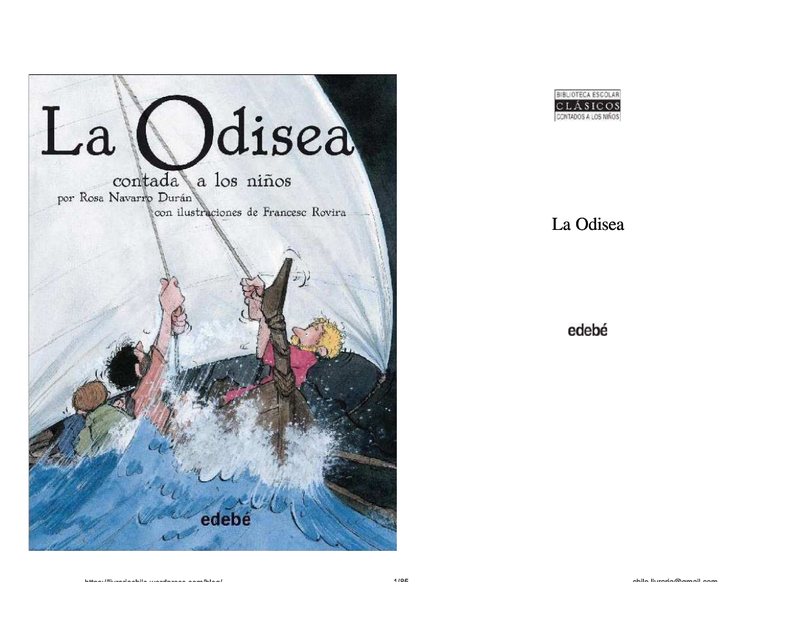 La Odisea
contada a los niños
por Rosa Navarro Durán
con ilustraciones de Francesc Rovira
edebé
BIBLIOTECA ESCOLAR
CLÁSICOS
CONTADOS A LOS NIÑOS
La Odisea
edebé